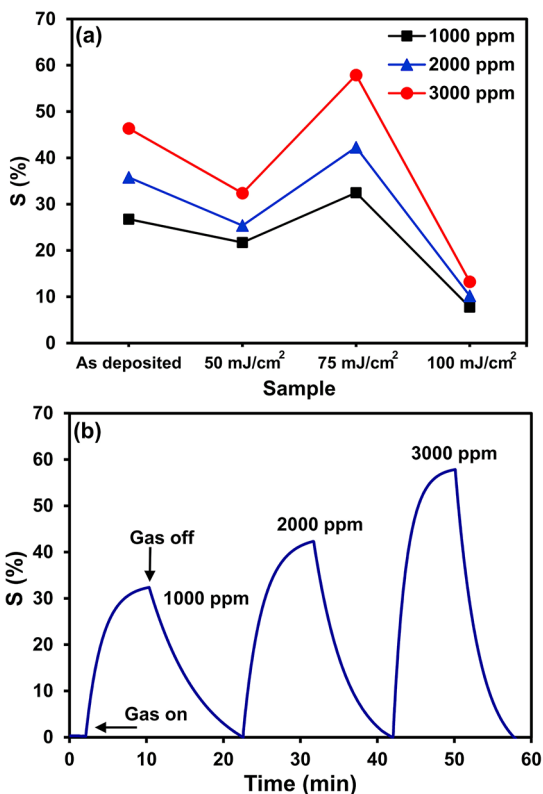 (a)
1000 ppm
2000 ppm
3000 ppm
70
60
50
40
30
20
10
0
S (%)
As deposited 50 mJ/cm² 75 mJ/cm² 100 mJ/cm²
Sample
(b)
70
60
50
40
30
20
10
0
S (%)
3000 ppm
2000 ppm
Gas off
1000 ppm
Gas on
0 10 20 30 40 50 60
Time (min)